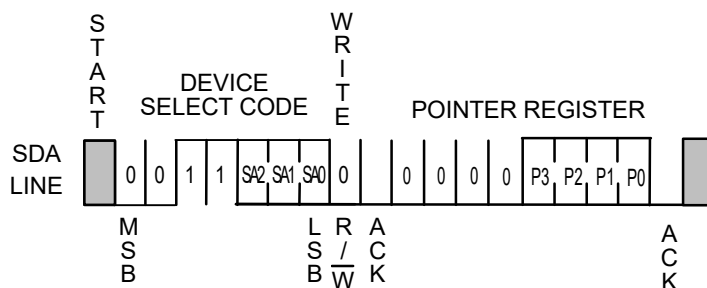 START
WRITE
DEVICE
SELECT CODE
POINTER REGISTER
SDA
LINE
0 0 1 1 SA2 SA1 SA0 0 0 0 0 0 P3 P2 P1 P0
MSB
LSB
R/W
ACK
ACK